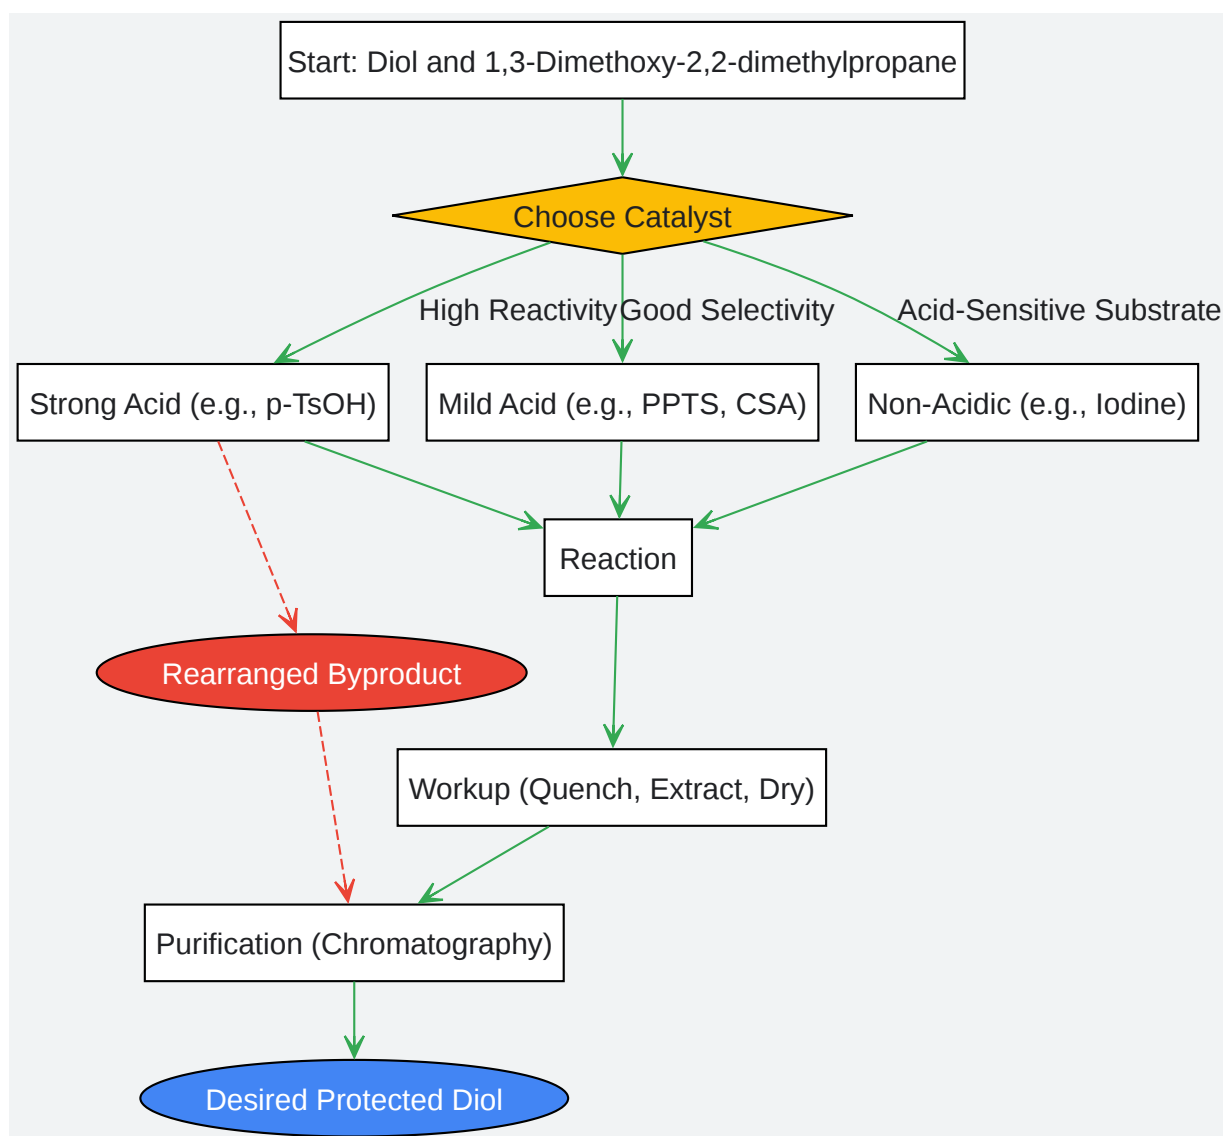 Start: Diol and 1,3-Dimethoxy-2,2-dimethylpropane
Choose Catalyst
High Reactivity
Good Selectivity
Acid-Sensitive Substrate
Strong Acid (e.g., p-TsOH)
Mild Acid (e.g., PPTS, CSA)
Non-Acidic (e.g., Iodine)
Reaction
Rearranged Byproduct
Workup (Quench, Extract, Dry)
Purification (Chromatography)
Desired Protected Diol